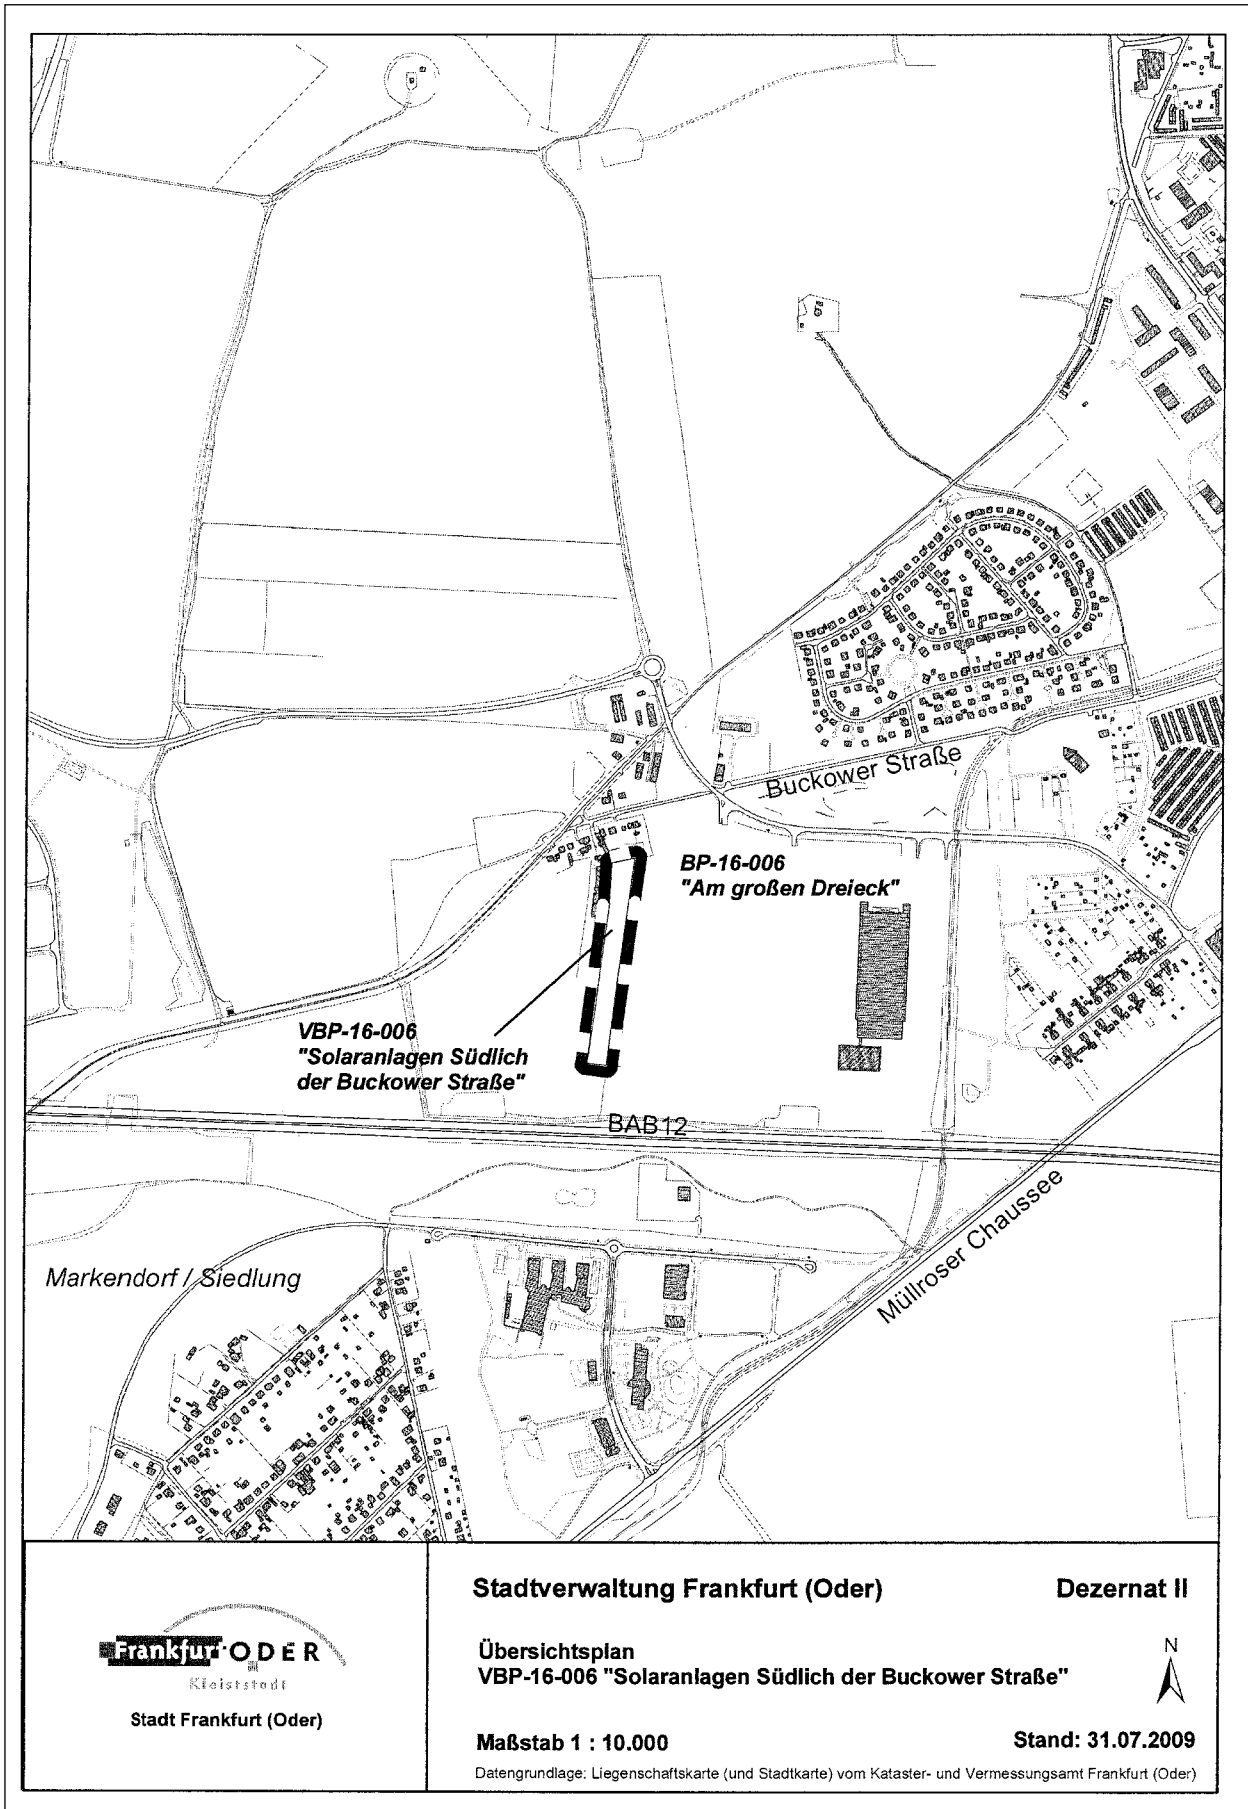 Buckower Straße
BP-16-006
"Am großen Dreieck"
VBP-16-006
"Solaranlagen Südlich
der Buckower Straße"
BAB12
Müllroser Chaussee
Markendorf / Siedlung
Frankfurt ODER
Kleiststadt
Stadt Frankfurt (Oder)
Stadtverwaltung Frankfurt (Oder) Dezernat II
Übersichtsplan
VBP-16-006 "Solaranlagen Südlich der Buckower Straße"
N
Maßstab 1 : 10.000 Stand: 31.07.2009
Datengrundlage: Liegenschaftskarte (und Stadtkarte) vom Kataster- und Vermessungsamt Frankfurt (Oder)